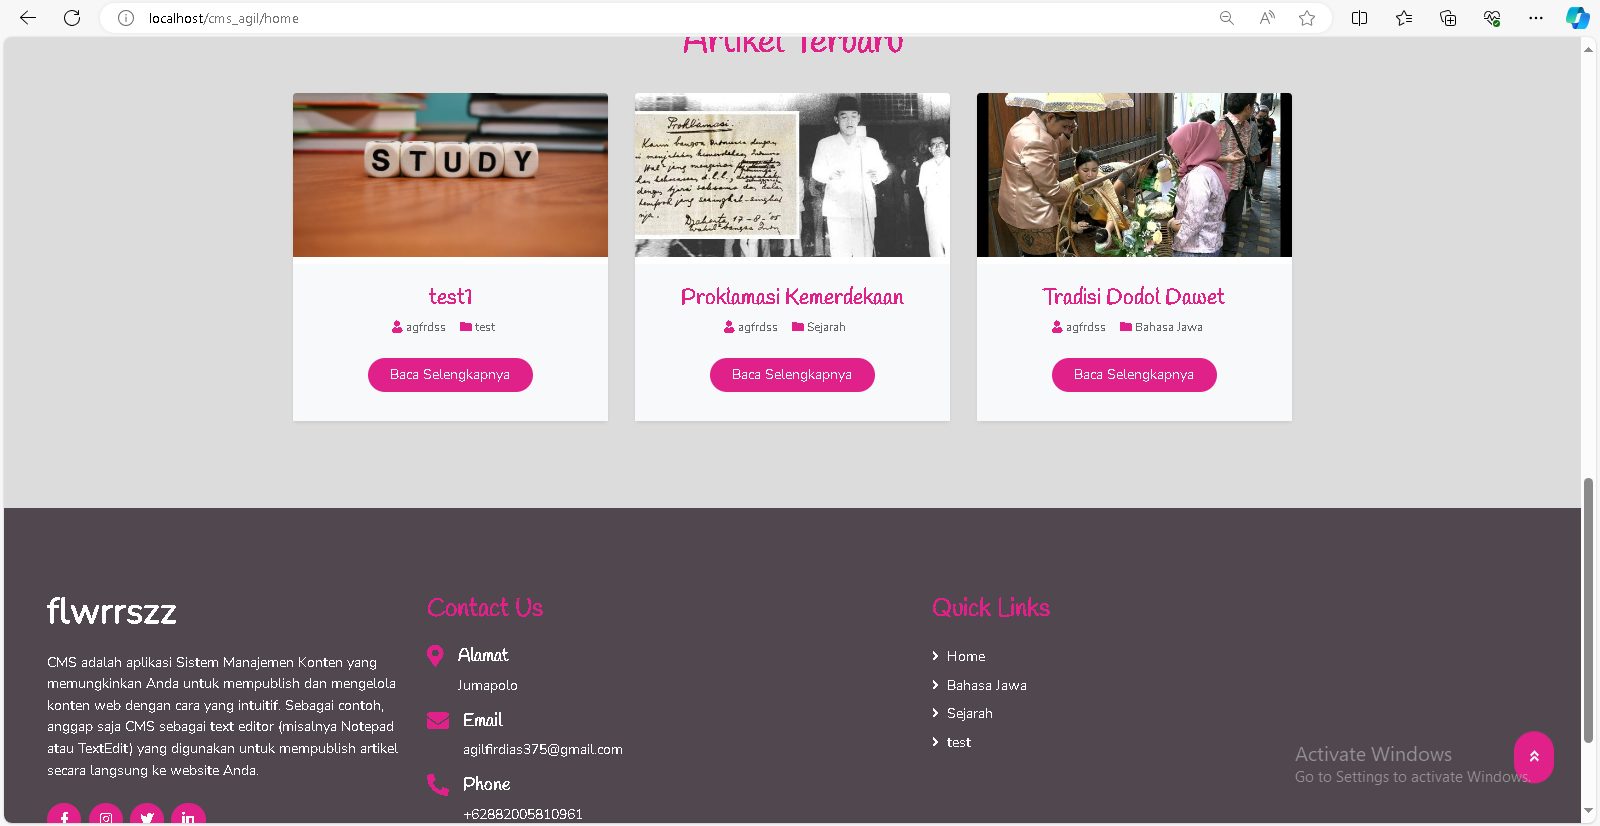 localhost/cms_agil/home
Artikel Terbaru
STUDY
Proklamasi.
test1
agfrdss test
Baca Selengkapnya
Proklamasi Kemerdekaan
agfrdss Sejarah
Baca Selengkapnya
Tradisi Dodol Dawet
agfrdss Bahasa Jawa
Baca Selengkapnya
flwrrszz
CMS adalah aplikasi Sistem Manajemen Konten yang
memungkinkan Anda untuk mempublish dan mengelola
konten web dengan cara yang intuitif. Sebagai contoh,
anggap saja CMS sebagai text editor (misalnya Notepad
atau TextEdit) yang digunakan untuk mempublish artikel
secara langsung ke website Anda.
Contact Us
Alamat
Jumapolo
Email
agilfirdias375@gmail.com
Phone
+62882005810961
Quick Links
Home
Bahasa Jawa
Sejarah
test
Activate Windows
Go to Settings to activate Windows.